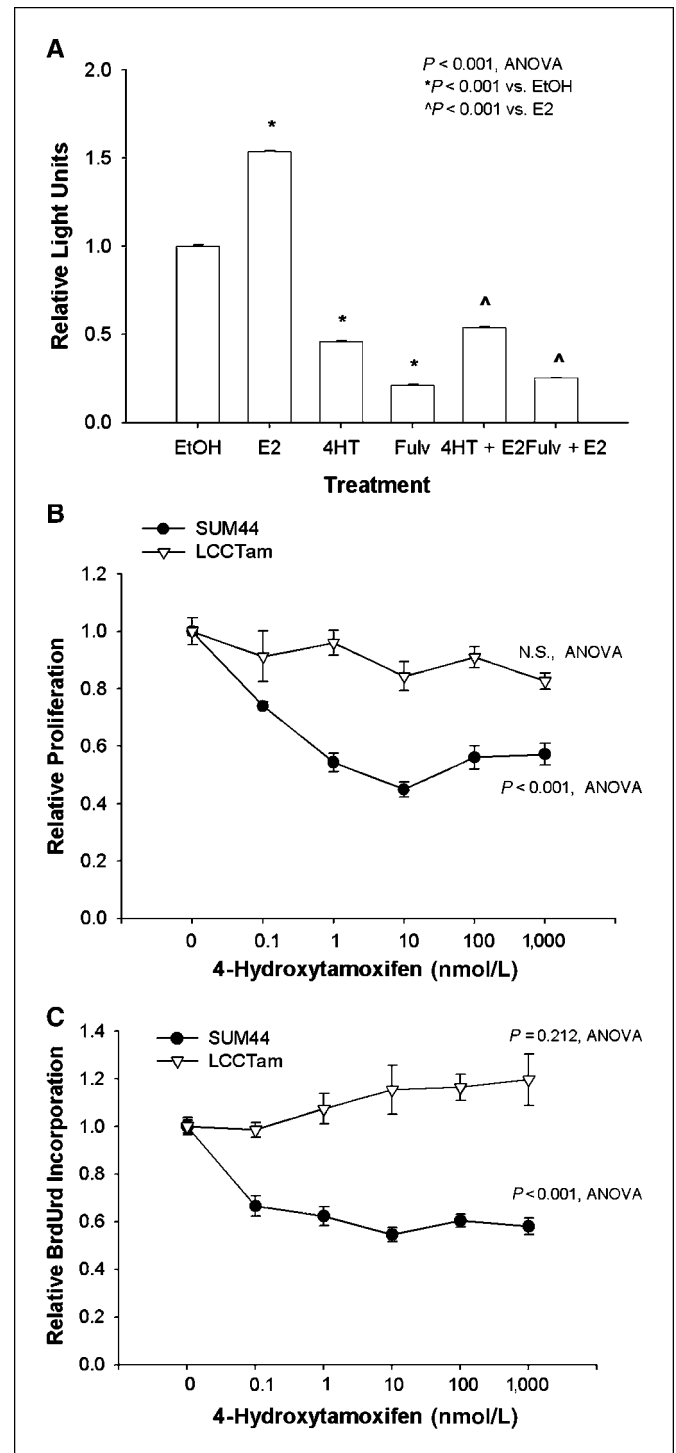 A
P < 0.001, ANOVA
*P < 0.001 vs. EtOH
^P < 0.001 vs. E2
2.0
1.5
1.0
0.5
0.0
Relative Light Units
*
*
*
^
^
EtOH E2 4HT Fulv 4HT + E2 Fulv + E2
Treatment
B
SUM44
LCCTam
1.2
1.0
0.8
0.6
0.4
0.2
0.0
Relative Proliferation
N.S., ANOVA
P < 0.001, ANOVA
0 0.1 1 10 100 1,000
4-Hydroxytamoxifen (nmol/L)
C
SUM44
LCCTam
1.4
1.2
1.0
0.8
0.6
0.4
0.2
0.0
Relative BrdUrd Incorporation
P = 0.212, ANOVA
P < 0.001, ANOVA
0 0.1 1 10 100 1,000
4-Hydroxytamoxifen (nmol/L)